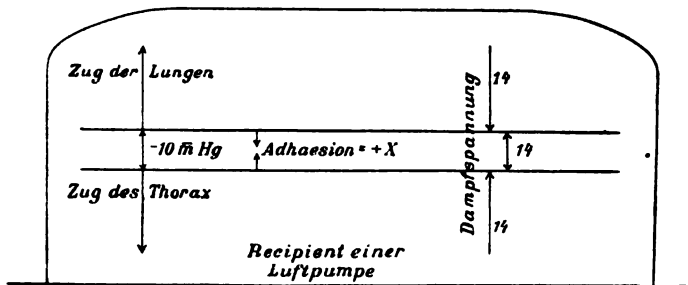 Zug der Lungen
14
Dampfspannung
-10 m̄ Hg
Adhaesion = + X
14
Zug des Thorax
14
Recipient einer
Luftpumpe